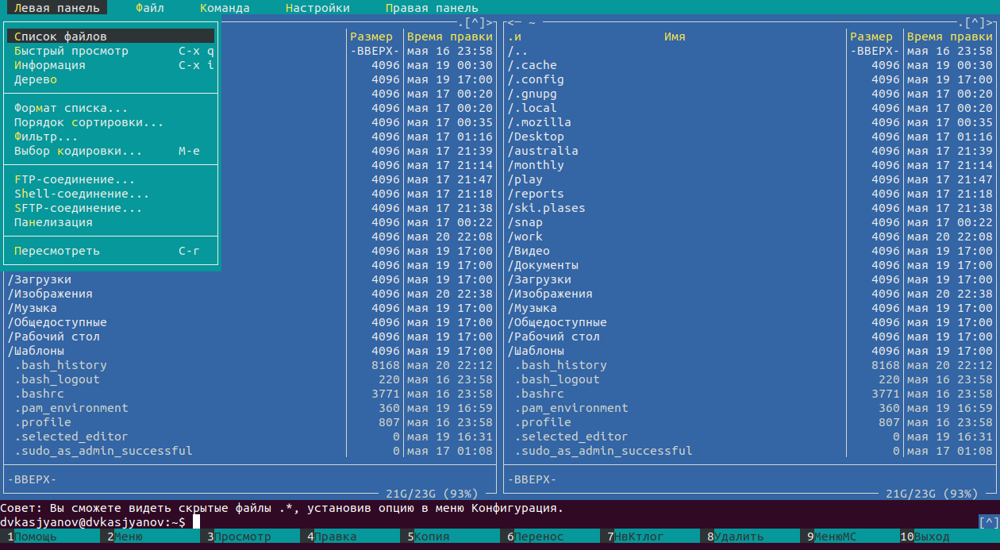 Левая панель Файл Команда Настройки Правая панель
.[^]> <─ ~ .[^]>
Список файлов Размер Время правки .и Имя Размер Время правки
Быстрый просмотр C-x q -ВВЕРХ- мая 16 23:58 /.. -ВВЕРХ- мая 16 23:58
Информация C-x i 4096 мая 19 00:30 /.cache 4096 мая 19 00:30
Дерево 4096 мая 19 17:00 /.config 4096 мая 19 17:00
4096 мая 17 00:20 /.gnupg 4096 мая 17 00:20
Формат списка... 4096 мая 17 00:20 /.local 4096 мая 17 00:20
Порядок сортировки... 4096 мая 17 00:35 /.mozilla 4096 мая 17 00:35
Фильтр... 4096 мая 17 01:16 /Desktop 4096 мая 17 01:16
Выбор кодировки... M-e 4096 мая 17 21:39 /australia 4096 мая 17 21:39
4096 мая 17 21:14 /monthly 4096 мая 17 21:14
FTP-соединение... 4096 мая 17 21:47 /play 4096 мая 17 21:47
Shell-соединение... 4096 мая 17 21:18 /reports 4096 мая 17 21:18
SFTP-соединение... 4096 мая 17 21:38 /ski.plases 4096 мая 17 21:38
Панелизация 4096 мая 17 00:22 /snap 4096 мая 17 00:22
4096 мая 20 22:08 /work 4096 мая 20 22:08
Пересмотреть C-r 4096 мая 19 17:00 /Видео 4096 мая 19 17:00
4096 мая 19 17:00 /Документы 4096 мая 19 17:00
/Загрузки 4096 мая 19 17:00 /Загрузки 4096 мая 19 17:00
/Изображения 4096 мая 20 22:38 /Изображения 4096 мая 20 22:38
/Музыка 4096 мая 19 17:00 /Музыка 4096 мая 19 17:00
/Общедоступные 4096 мая 19 17:00 /Общедоступные 4096 мая 19 17:00
/Рабочий стол 4096 мая 19 17:00 /Рабочий стол 4096 мая 19 17:00
/Шаблоны 4096 мая 19 17:00 /Шаблоны 4096 мая 19 17:00
.bash_history 8168 мая 20 22:12 .bash_history 8168 мая 20 22:12
.bash_logout 220 мая 16 23:58 .bash_logout 220 мая 16 23:58
.bashrc 3771 мая 16 23:58 .bashrc 3771 мая 16 23:58
.pam_environment 360 мая 19 16:59 .pam_environment 360 мая 19 16:59
.profile 807 мая 16 23:58 .profile 807 мая 16 23:58
.selected_editor 0 мая 19 16:31 .selected_editor 0 мая 19 16:31
.sudo_as_admin_successful 0 мая 17 01:08 .sudo_as_admin_successful 0 мая 17 01:08
-ВВЕРХ- -ВВЕРХ-
21G/23G (93%) 21G/23G (93%)
Совет: Вы сможете видеть скрытые файлы .*, установив опцию в меню Конфигурация.
dvkasjyanov@dvkasjyanov:~$ [^]
1Помощь 2Меню 3Просмотр 4Правка 5Копия 6Перенос 7НвКтлог 8Удалить 9МенюMC 10Выход